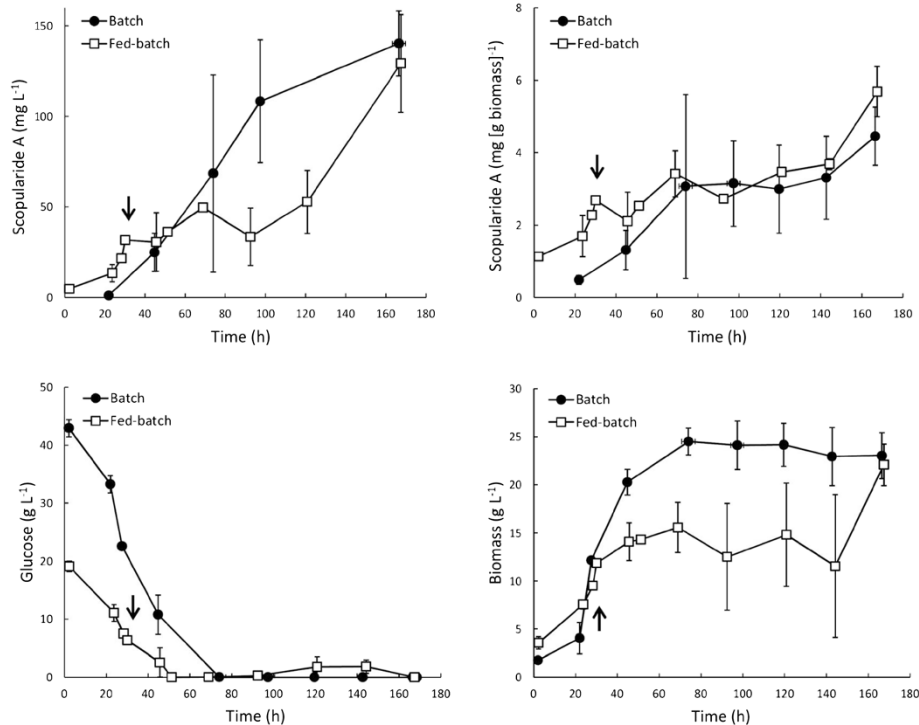 Batch
Fed-batch
Scopularide A (mg L⁻¹)
150
100
50
0
0 20 40 60 80 100 120 140 160 180
Time (h)
Batch
Fed-batch
Scopularide A (mg [g biomass]⁻¹)
8
6
4
2
0
0 20 40 60 80 100 120 140 160 180
Time (h)
Batch
Fed-batch
Glucose (g L⁻¹)
50
40
30
20
10
0
0 20 40 60 80 100 120 140 160 180
Time (h)
Batch
Fed-batch
Biomass (g L⁻¹)
30
25
20
15
10
5
0
0 20 40 60 80 100 120 140 160 180
Time (h)